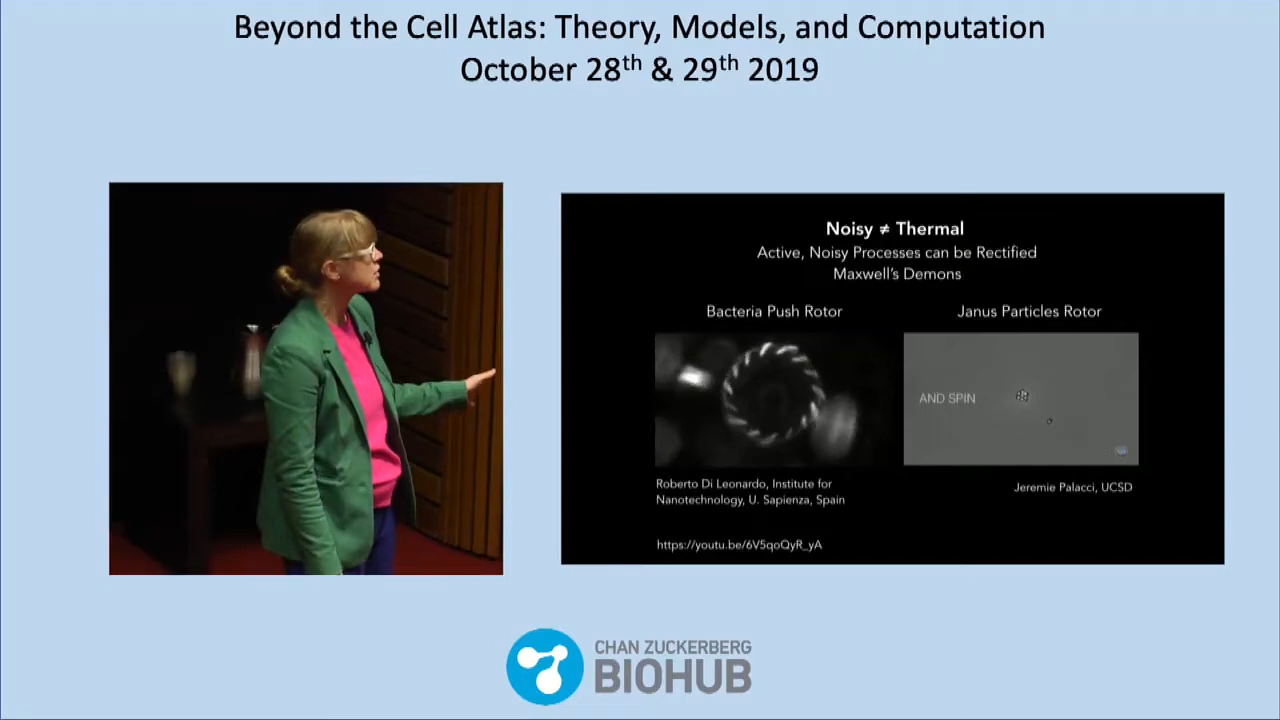 Beyond the Cell Atlas: Theory, Models, and Computation
October 28th & 29th 2019
Noisy ≠ Thermal
Active, Noisy Processes can be Rectified
Maxwell's Demons
Bacteria Push Rotor
Janus Particles Rotor
AND SPIN
Roberto Di Leonardo, Institute for
Nanotechnology, U. Sapienza, Spain
Jeremie Palacci, UCSD
https://youtu.be/6V5qoQyR_yA
CHAN ZUCKERBERG
BIOHUB